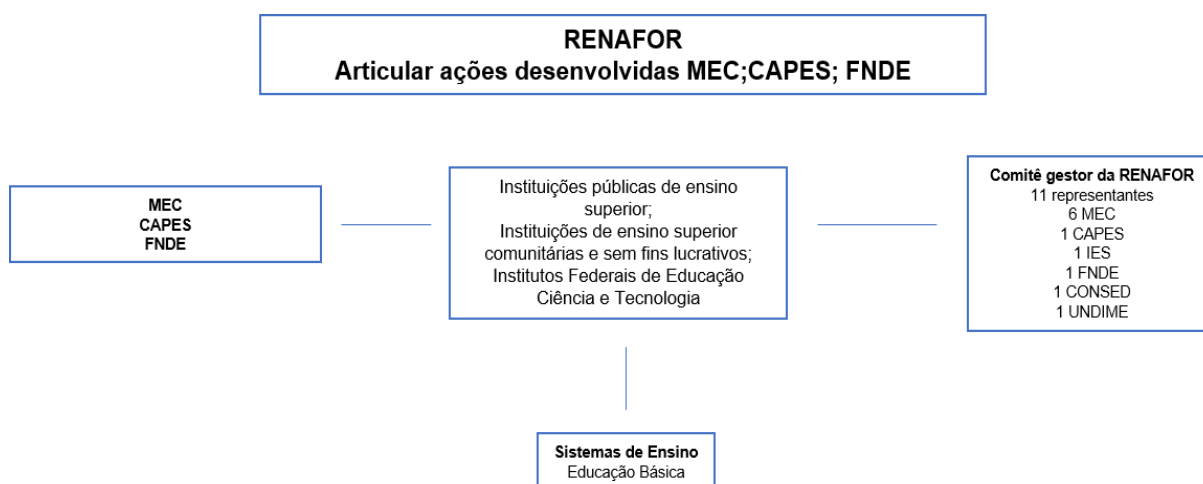 RENAFOR
Articular ações desenvolvidas MEC;CAPES; FNDE
MEC
CAPES
FNDE
Instituições públicas de ensino
superior;
Instituições de ensino superior
comunitárias e sem fins lucrativos;
Institutos Federais de Educação
Ciência e Tecnologia
Comitê gestor da RENAFOR
11 representantes
6 MEC
1 CAPES
1 IES
1 FNDE
1 CONSED
1 UNDIME
Sistemas de Ensino
Educação Básica